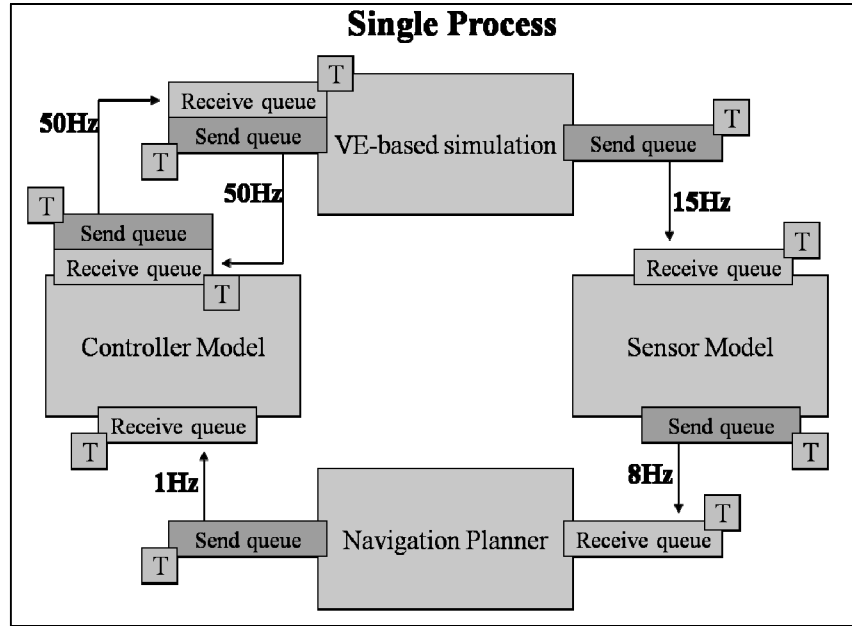 Single Process
T
Receive queue
50Hz
Send queue
VE-based simulation
T
Send queue
T
50Hz
15Hz
T
Send queue
Receive queue
T
T
Receive queue
Controller Model
Sensor Model
Receive queue
T
Send queue
T
1Hz
8Hz
T
Send queue
T
Navigation Planner
Receive queue